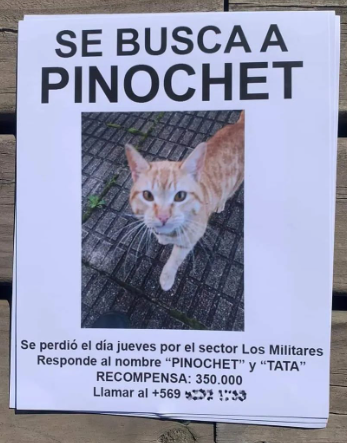 SE BUSCA A
PINOCHET
Se perdió el día jueves por el sector Los Militares
Responde al nombre “PINOCHET” y “TATA”
RECOMPENSA: 350.000
Llamar al +569